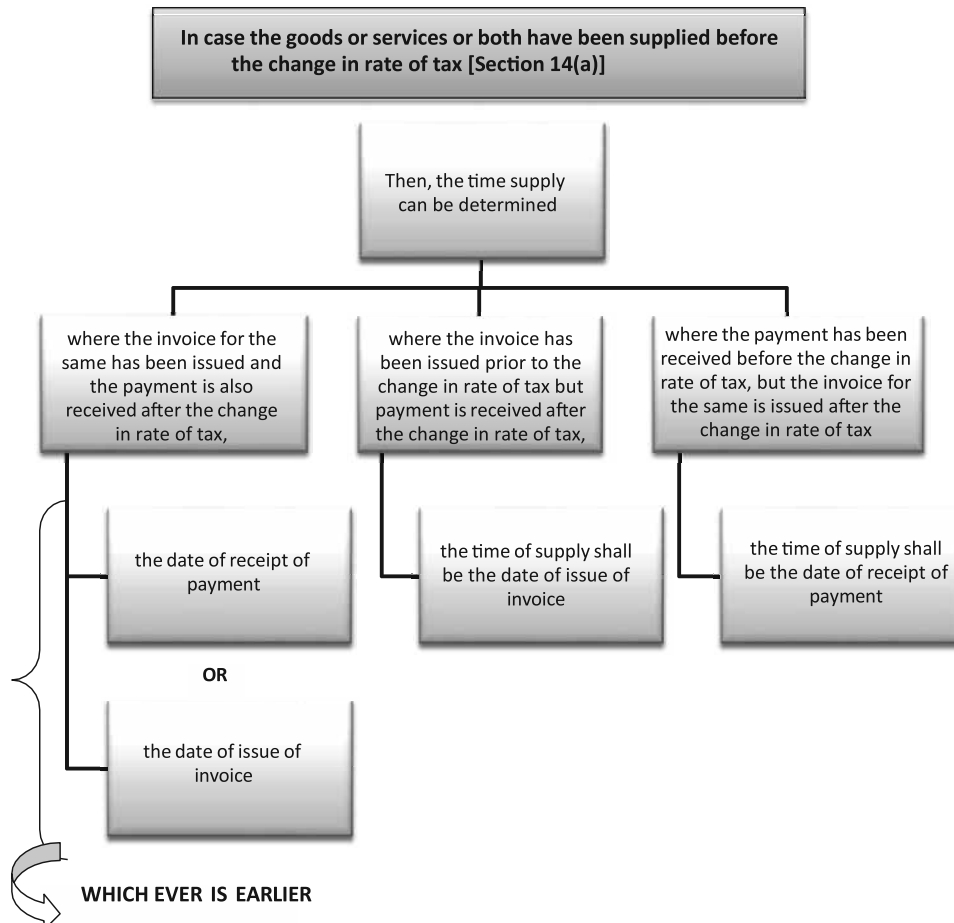 In case the goods or services or both have been supplied before
the change in rate of tax [Section 14(a)]
Then, the time supply
can be determined
where the invoice for the
same has been issued and
the payment is also
received after the change
in rate of tax,
where the invoice has
been issued prior to the
change in rate of tax but
payment is received after
the change in rate of tax,
where the payment has been
received before the change in
rate of tax, but the invoice for
the same is issued after the
change in rate of tax
the date of receipt of
payment
OR
the date of issue of
invoice
WHICH EVER IS EARLIER
the time of supply shall
be the date of issue of
invoice
the time of supply shall
be the date of receipt of
payment